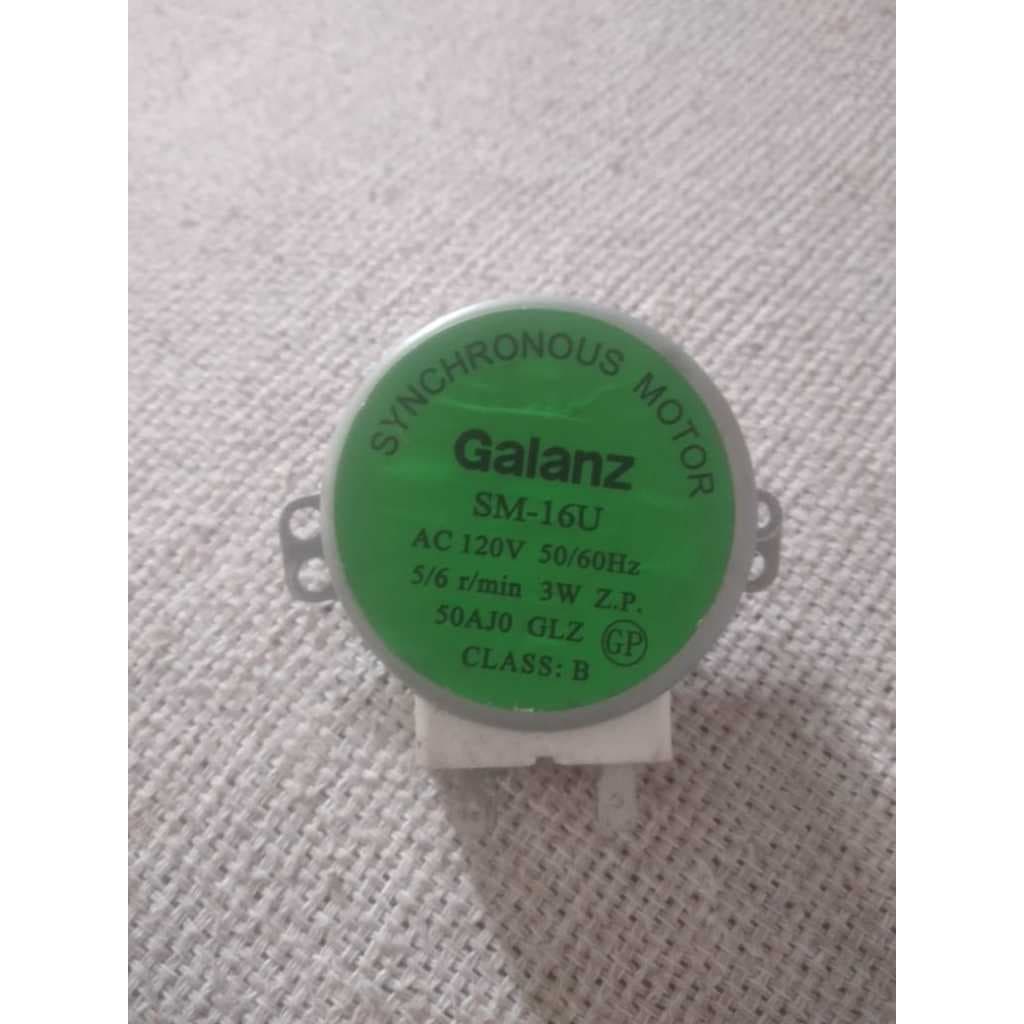 SYNCHRONOUS MOTOR
Galanz
SM-16U
AC 120V 50/60Hz
5/6 r/min 3W Z.P.
50AJ0 GLZ GP
CLASS: B